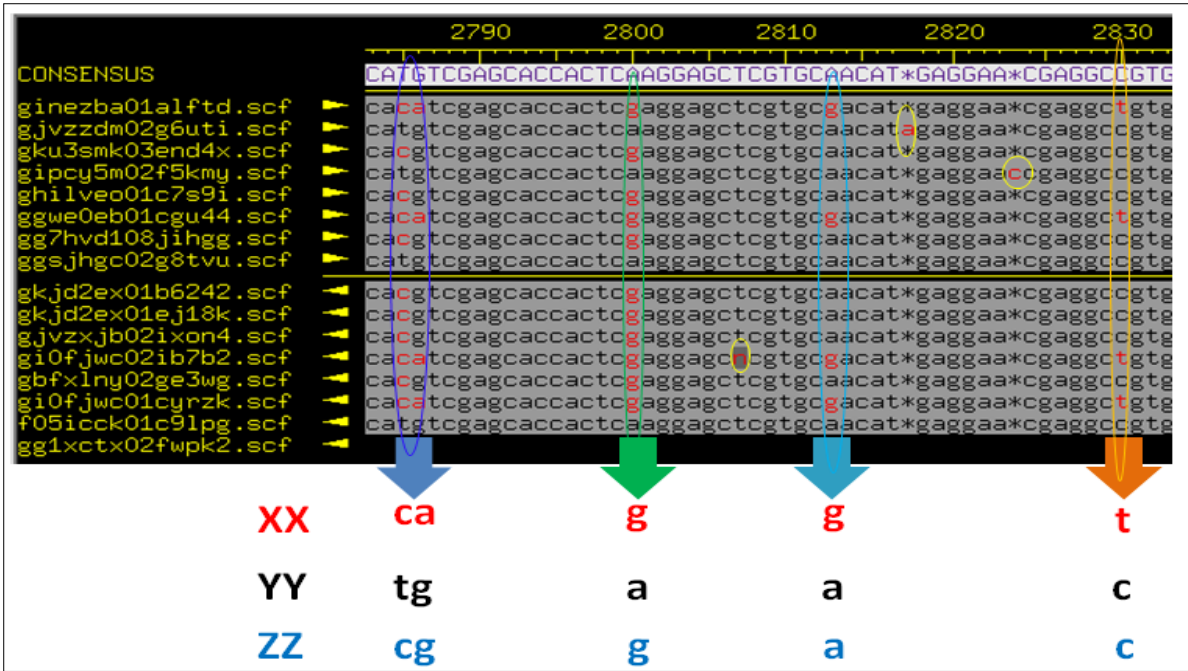 2790 2800 2810 2820 2830
CONSENSUS CATGTCGAGCACCACTCAAGGAGCTCGTGCAACAT*GAGGAA*CGAGGCCGTG
ginezba01alftd.scf cacatcgagcaccactcgaggagctcgtgcgacat*gaggaa*cgaggctgtg
gjvzzdm02g6uti.scf catgtcgagcaccactcaaggagctcgtgcaacatagaggaa*cgaggccgtg
gku3smk03end4x.scf cacgtcgagcaccactcgaggagctcgtgcaacat*gaggaa*cgaggccgtg
gipcy5m02f5kmy.scf catgtcgagcaccactcaaggagctcgtgcaacat*gaggaaccgaggccgtg
ghilveo01c7s9i.scf cacgtcgagcaccactcgaggagctcgtgcaacat*gaggaa*cgaggccgtg
ggwe0eb01cgu44.scf cacatcgagcaccactcgaggagctcgtgcgacat*gaggaa*cgaggctgtg
gg7hvd108jihgg.scf cacgtcgagcaccactcgaggagctcgtgcaacat*gaggaa*cgaggccgtg
ggsjhgc02g8tvu.scf catgtcgagcaccactcaaggagctcgtgcaacat*gaggaa*cgaggccgtg
gkjd2ex01b6242.scf cacgtcgagcaccactcgaggagctcgtgcaacat*gaggaa*cgaggccgtg
gkjd2ex01ej18k.scf cacgtcgagcaccactcgaggagctcgtgcaacat*gaggaa*cgaggccgtg
gjvzxjb02ixon4.scf cacgtcgagcaccactcgaggagctcgtgcaacat*gaggaa*cgaggccgtg
gi0fjwc02ib7b2.scf cacatcgagcaccactcgaggagcncgtgcgacat*gaggaa*cgaggctgtg
gbfxlny02ge3wg.scf cacgtcgagcaccactcgaggagctcgtgcaacat*gaggaa*cgaggccgtg
gi0fjwc01cyrzk.scf cacatcgagcaccactcgaggagctcgtgcgacat*gaggaa*cgaggctgtg
f05icck01c9lpg.scf catgtcgagcaccactcaaggagctcgtgcaacat*gaggaa*cgaggccgtg
gg1xctx02fwpk2.scf
XX ca g g t
YY tg a a c
ZZ cg g a c